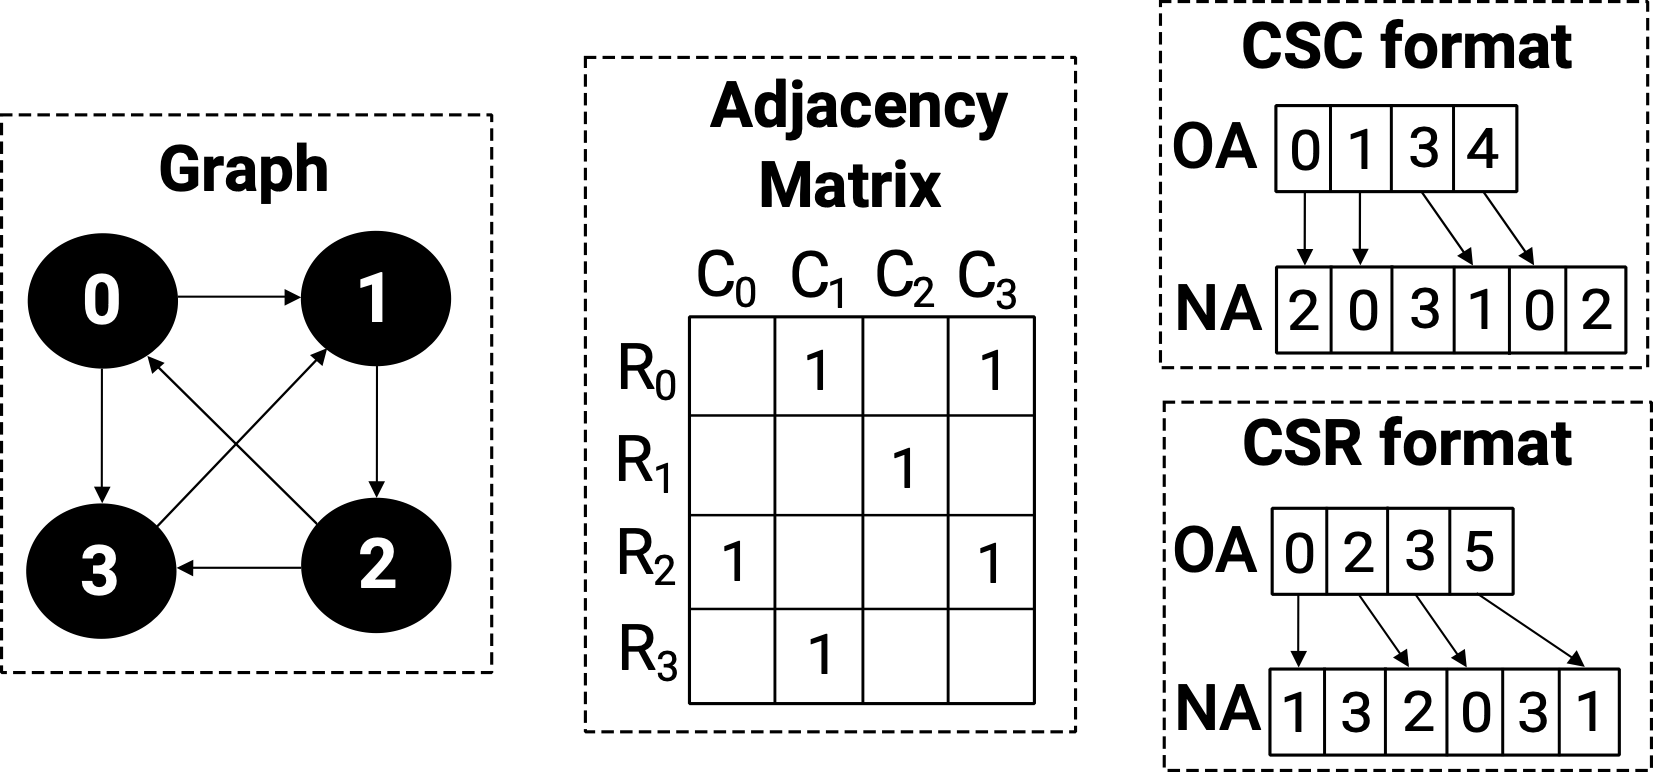 Graph
0 1
3 2
Adjacency
Matrix
C0 C1 C2 C3
R0 1 1
R1 1
R2 1 1
R3 1
CSC format
OA 0 1 3 4
NA 2 0 3 1 0 2
CSR format
OA 0 2 3 5
NA 1 3 2 0 3 1